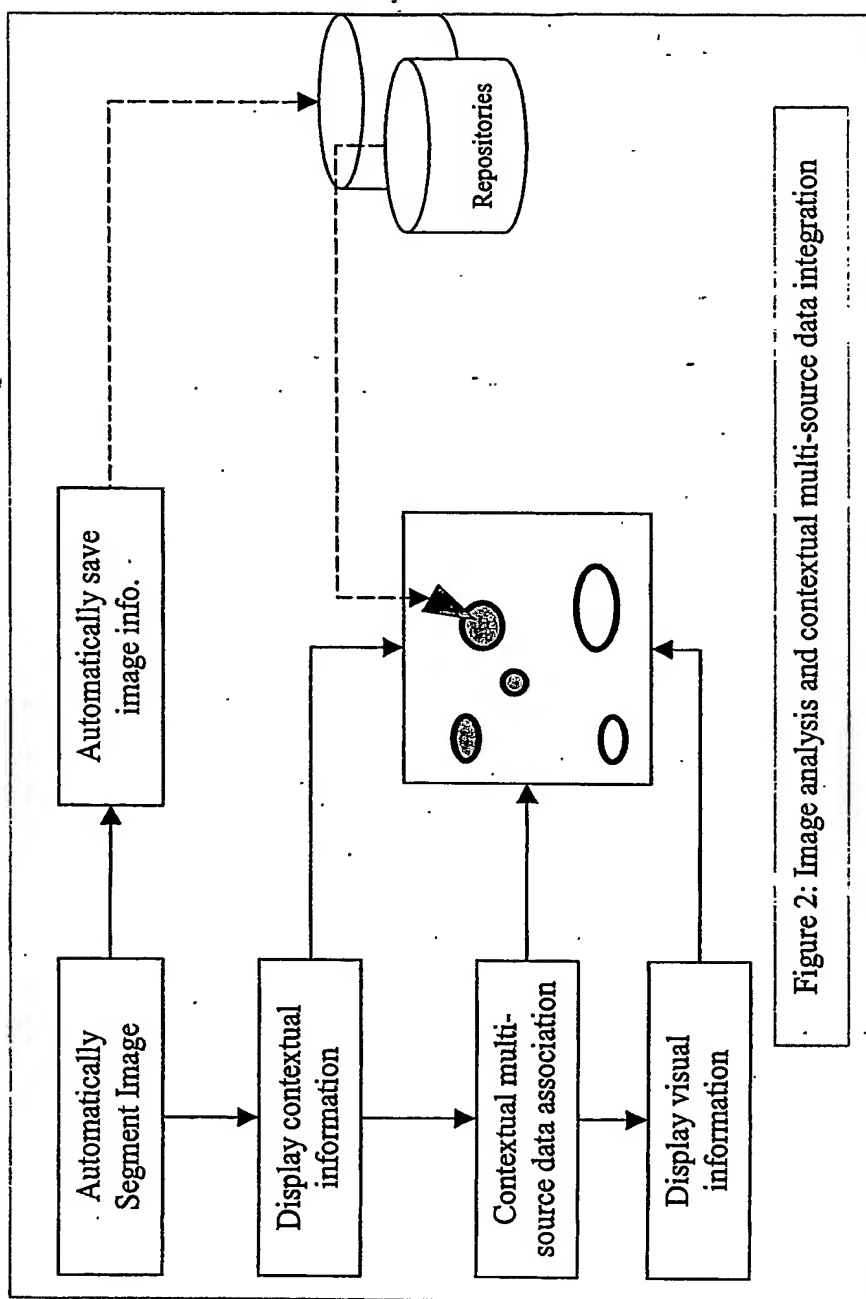 Automatically
Segment Image
Automatically save
image info.
Display contextual
information
Contextual multi-
source data association
Display visual
information
Repositories
Figure 2: Image analysis and contextual multi-source data integration